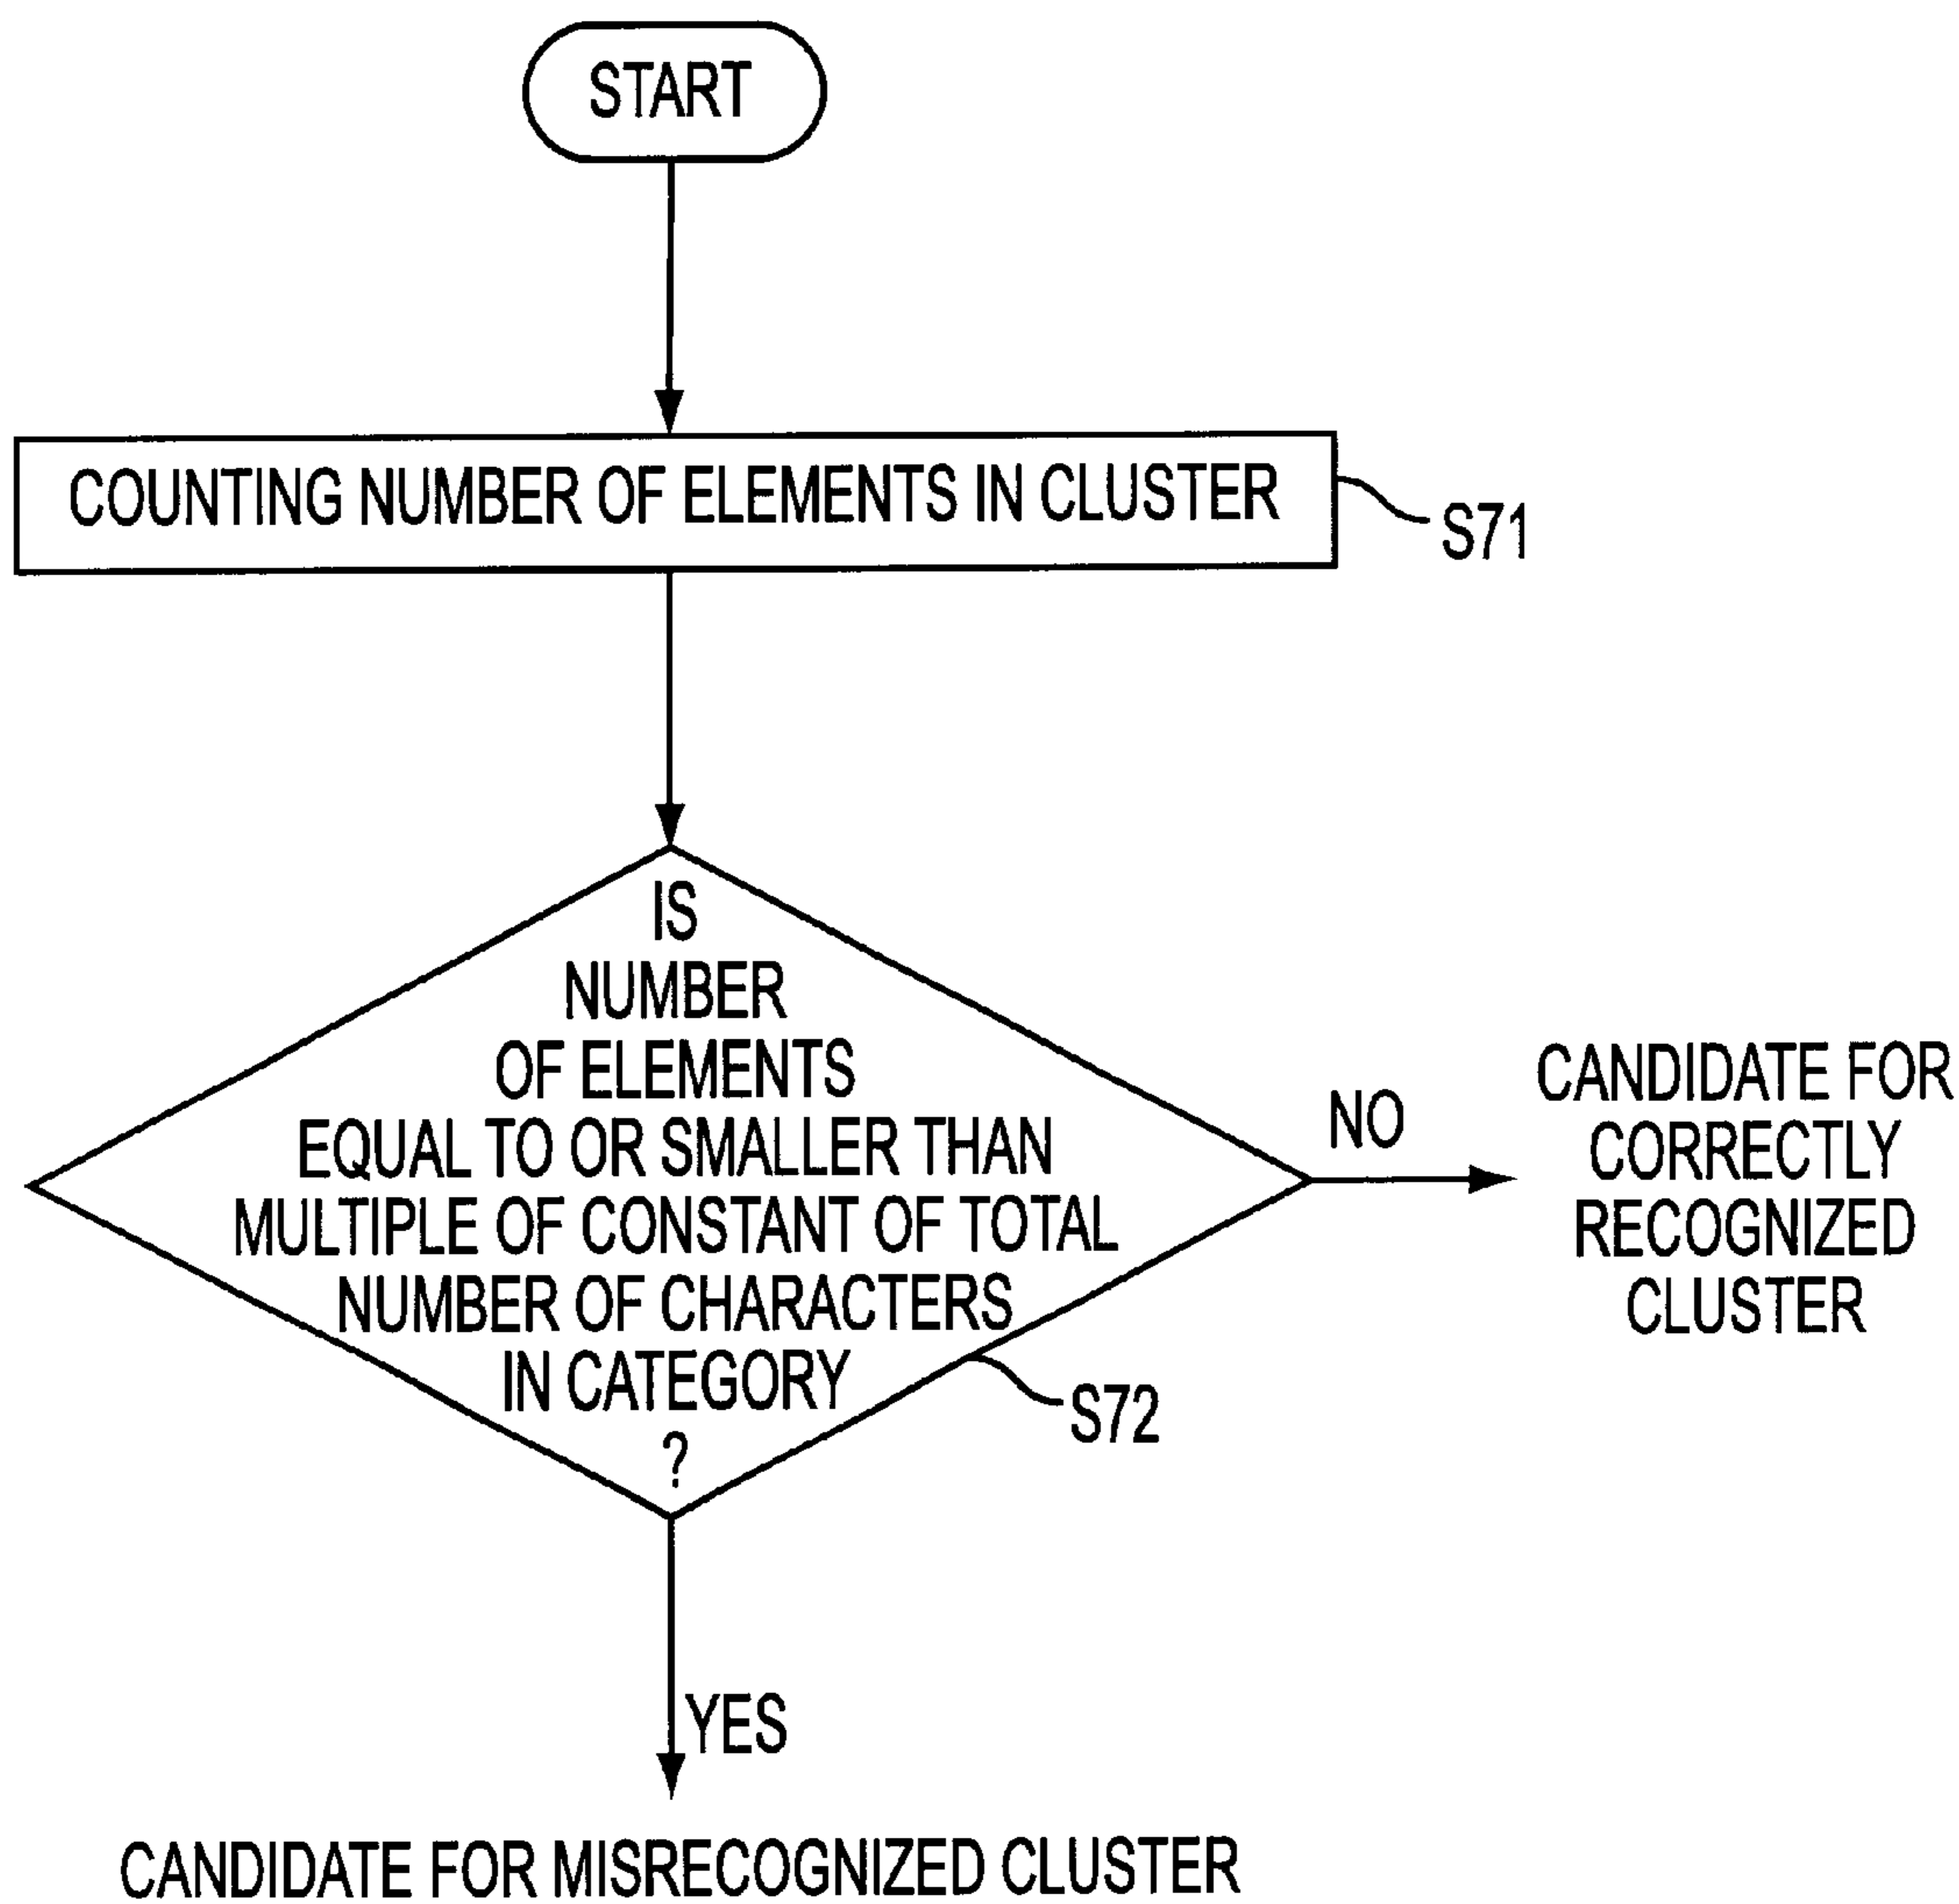 START
COUNTING NUMBER OF ELEMENTS IN CLUSTER
S71
IS
NUMBER
OF ELEMENTS
EQUAL TO OR SMALLER THAN
MULTIPLE OF CONSTANT OF TOTAL
NUMBER OF CHARACTERS
IN CATEGORY
?
S72
NO
CANDIDATE FOR
CORRECTLY
RECOGNIZED
CLUSTER
YES
CANDIDATE FOR MISRECOGNIZED CLUSTER